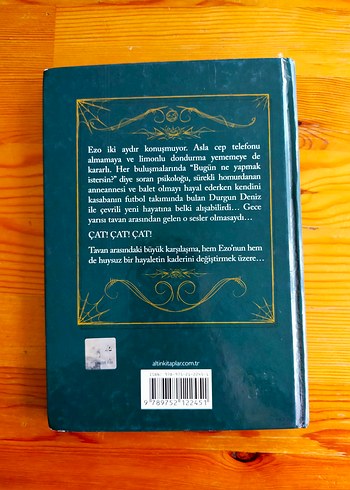 Ezo iki aydır konuşmuyor. Asla cep telefonu
almamaya ve limonlu dondurma yememeye de
kararlı. Her buluşmalarında “Bugün ne yapmak
istersin?” diye soran psikoloğu, sürekli homurdanan
anneannesi ve balet olmayı hayal ederken kendini
kasabanın futbol takımında bulan Durgun Deniz
ile çevrili yeni hayatına belki alışabilirdi… Gece
yarısı tavan arasından gelen o sesler olmasaydı…
ÇAT! ÇAT! ÇAT!
Tavan arasındaki büyük karşılaşma, hem Ezo'nun hem
de huysuz bir hayaletin kaderini değiştirmek üzere…
altinkitaplar.com.tr
9 789752 122451